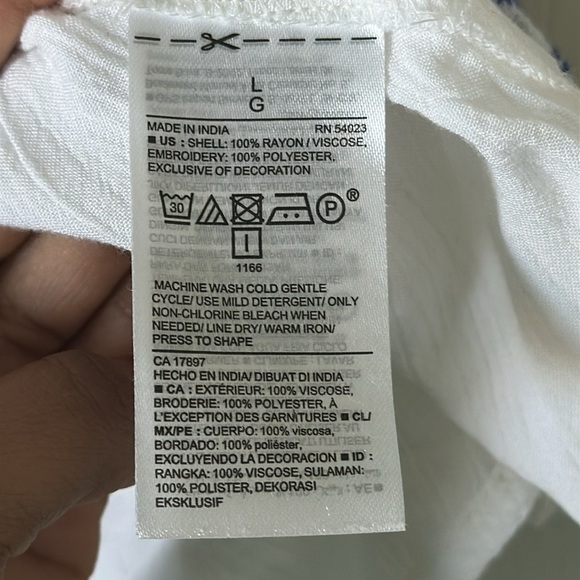 L
G
MADE IN INDIA RN 54023
■ US : SHELL: 100% RAYON / VISCOSE,
EMBROIDERY: 100% POLYESTER,
EXCLUSIVE OF DECORATION
30 P ®
I
1166
MACHINE WASH COLD GENTLE
CYCLE/ USE MILD DETERGENT/ ONLY
NON-CHLORINE BLEACH WHEN
NEEDED/ LINE DRY/ WARM IRON/
PRESS TO SHAPE
CA 17897
HECHO EN INDIA/ DIBUAT DI INDIA
■ CA : EXTÉRIEUR: 100% VISCOSE,
BRODERIE: 100% POLYESTER, À
L'EXCEPTION DES GARNITURES ■ CL/
MX/PE : CUERPO: 100% viscosa,
BORDADO: 100% poliéster,
EXCLUYENDO LA DECORACION ■ ID :
RANGKA: 100% VISCOSE, SULAMAN:
100% POLISTER, DEKORASI
EKSKLUSIF